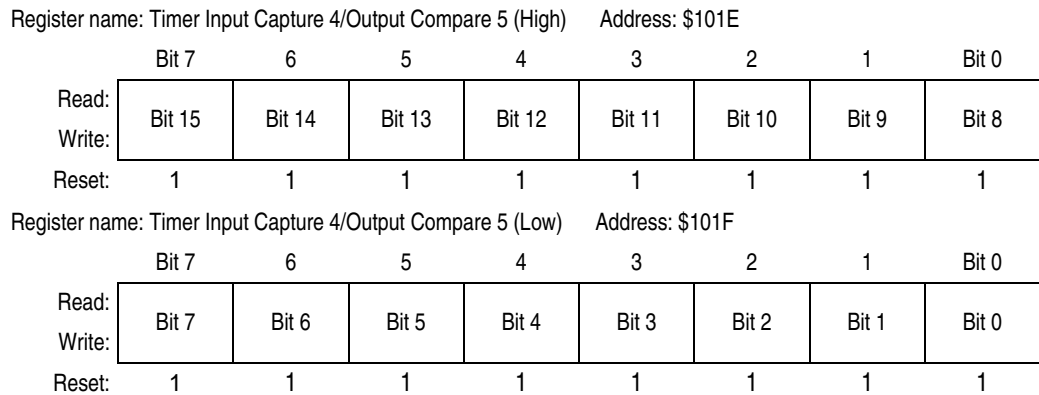 Register name: Timer Input Capture 4/Output Compare 5 (High) Address: $101E
Bit 7 6 5 4 3 2 1 Bit 0
Read:
Bit 15 Bit 14 Bit 13 Bit 12 Bit 11 Bit 10 Bit 9 Bit 8
Write:
Reset: 1 1 1 1 1 1 1 1
Register name: Timer Input Capture 4/Output Compare 5 (Low) Address: $101F
Bit 7 6 5 4 3 2 1 Bit 0
Read:
Bit 7 Bit 6 Bit 5 Bit 4 Bit 3 Bit 2 Bit 1 Bit 0
Write:
Reset: 1 1 1 1 1 1 1 1